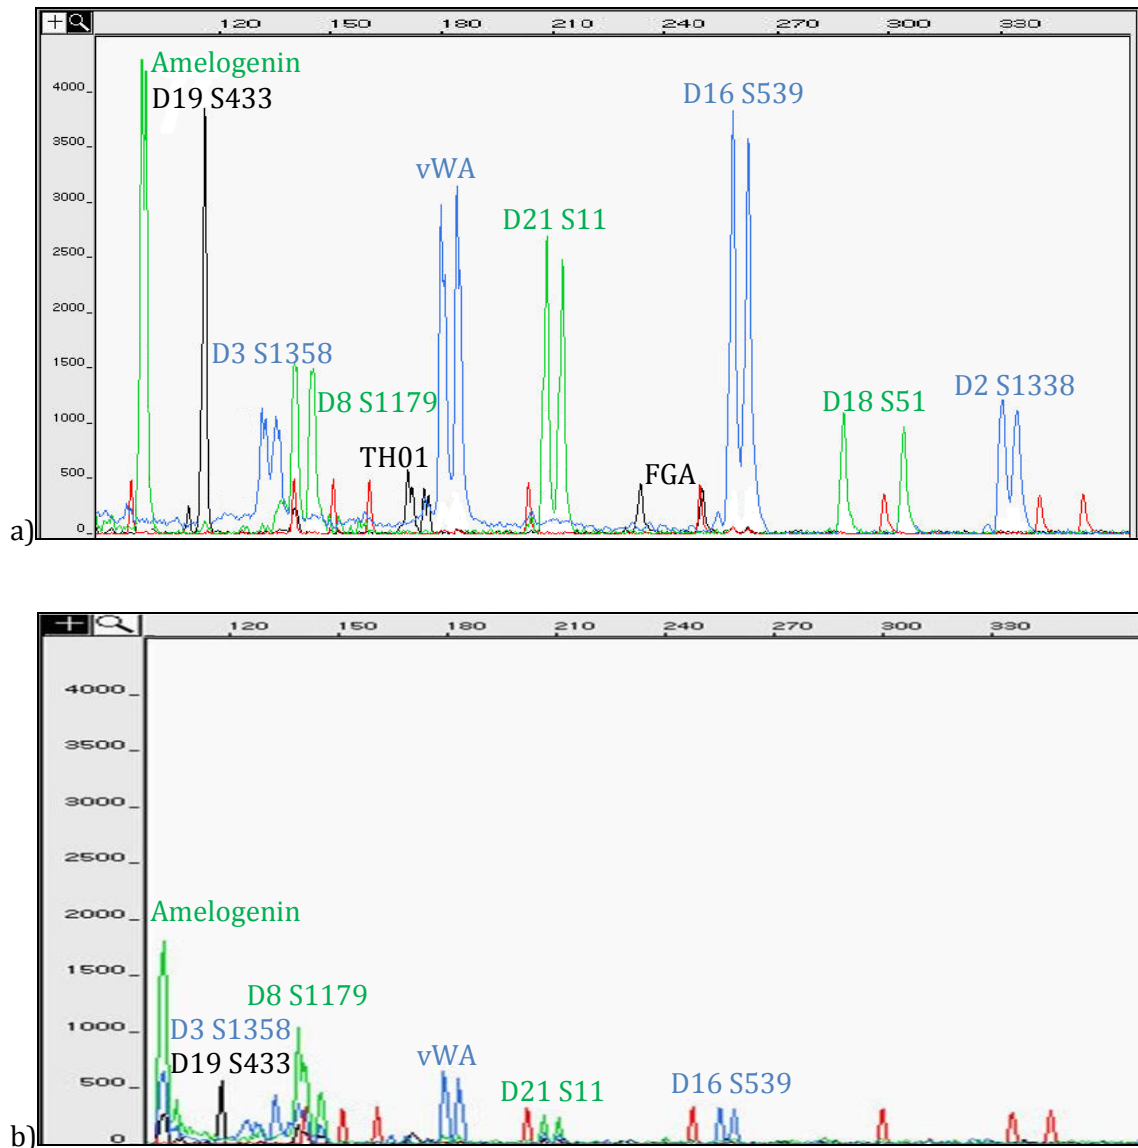 120 150 180 210 240 270 300 330
Amelogenin
D19 S433
D16 S539
vWA
D21 S11
D3 S1358
D8 S1179
TH01
FGA
D18 S51
D2 S1338
4000
3500
3000
2500
2000
1500
1000
500
0
a)
120 150 180 210 240 270 300 330
4000
3500
3000
2500
2000
1500
1000
500
0
Amelogenin
D8 S1179
D3 S1358
D19 S433
vWA
D21 S11
D16 S539
b)